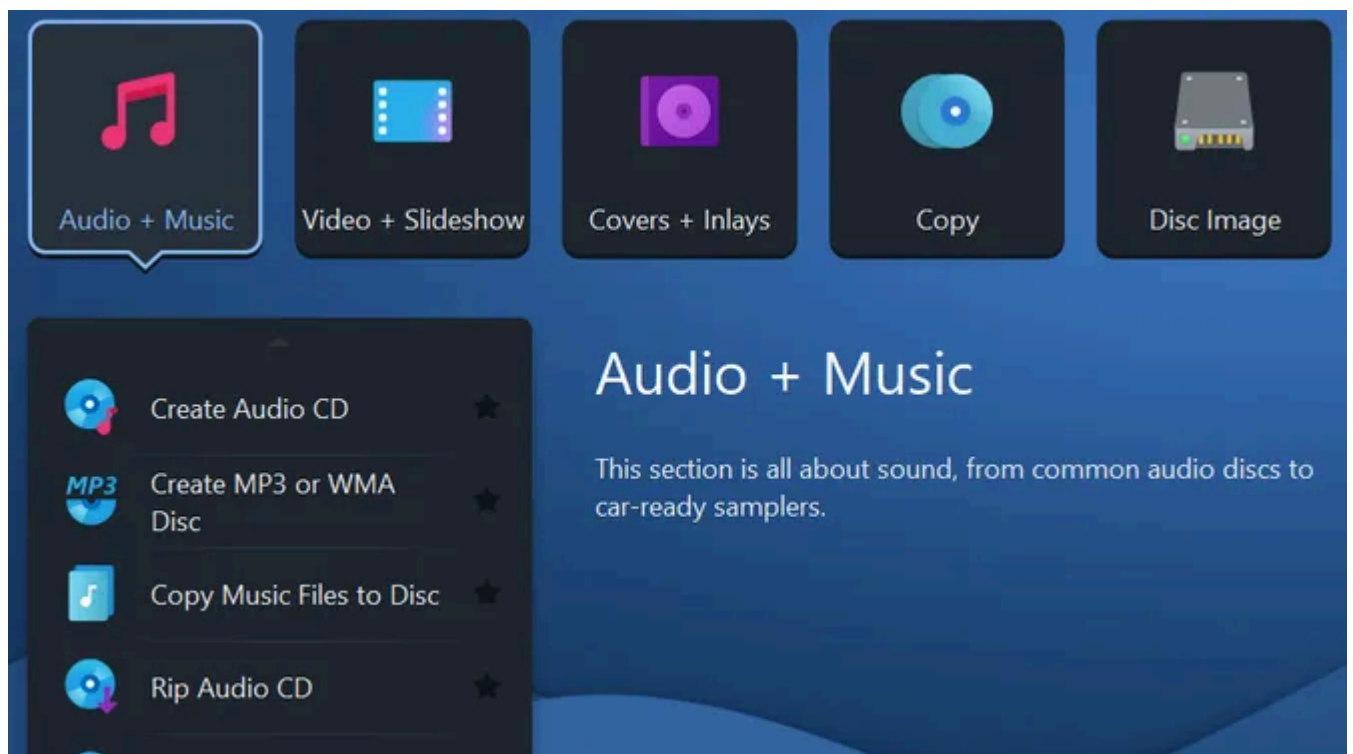 Audio + Music
Video + Slideshow
Covers + Inlays
Copy
Disc Image
Create Audio CD
MP3
Create MP3 or WMA
Disc
Copy Music Files to Disc
Rip Audio CD
Audio + Music
This section is all about sound, from common audio discs to
car-ready samplers.